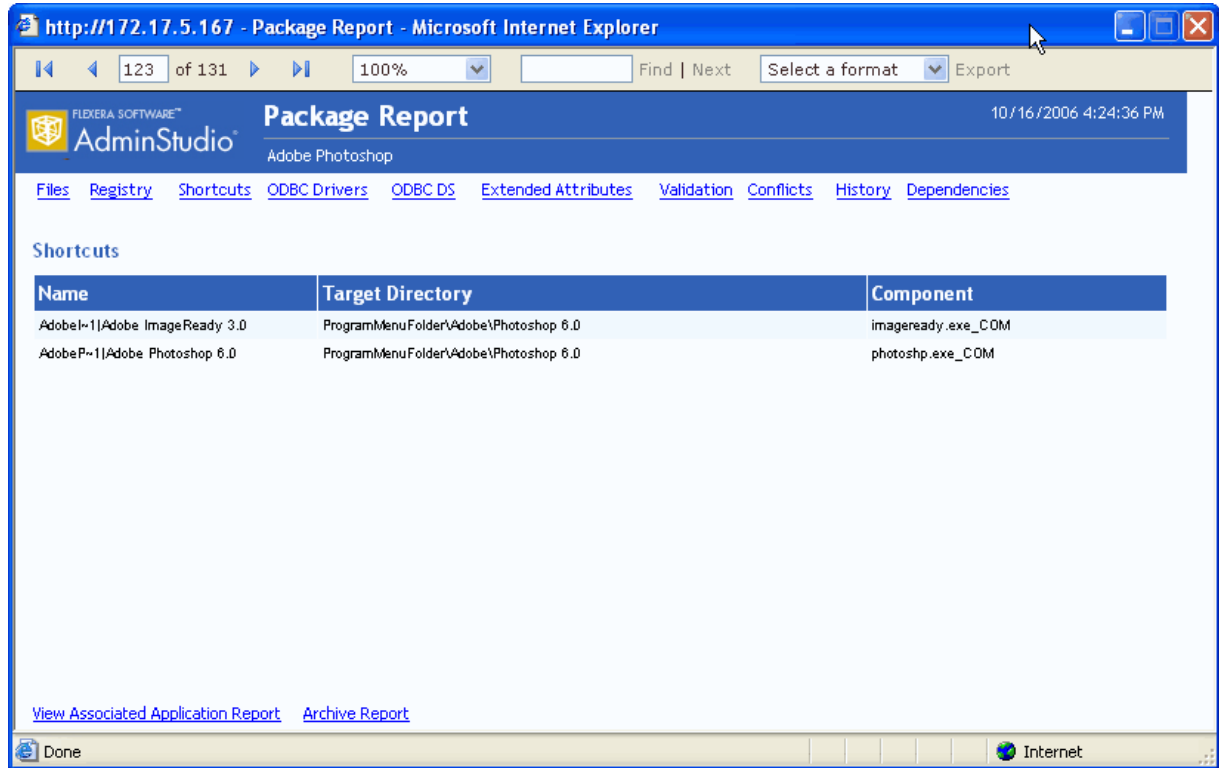 http://172.17.5.167 - Package Report - Microsoft Internet Explorer
123 of 131 100% Find | Next Select a format Export
FLEXERA SOFTWARE™
AdminStudio®
Package Report
10/16/2006 4:24:36 PM
Adobe Photoshop
Files Registry Shortcuts ODBC Drivers ODBC DS Extended Attributes Validation Conflicts History Dependencies
Shortcuts
Name Target Directory Component
AdobeI~1|Adobe ImageReady 3.0 ProgramMenuFolder\Adobe\Photoshop 6.0 imageready.exe_COM
AdobeP~1|Adobe Photoshop 6.0 ProgramMenuFolder\Adobe\Photoshop 6.0 photoshp.exe_COM
View Associated Application Report Archive Report
Done Internet